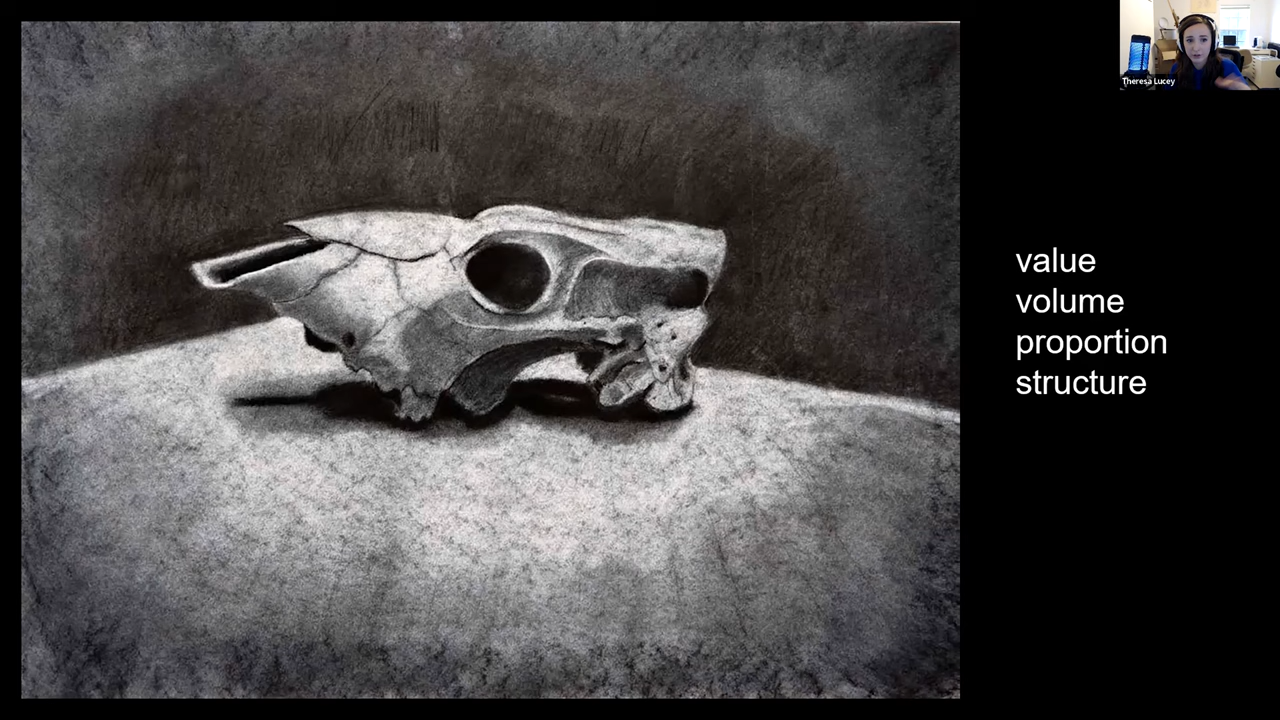 Theresa Lucey
value
volume
proportion
structure